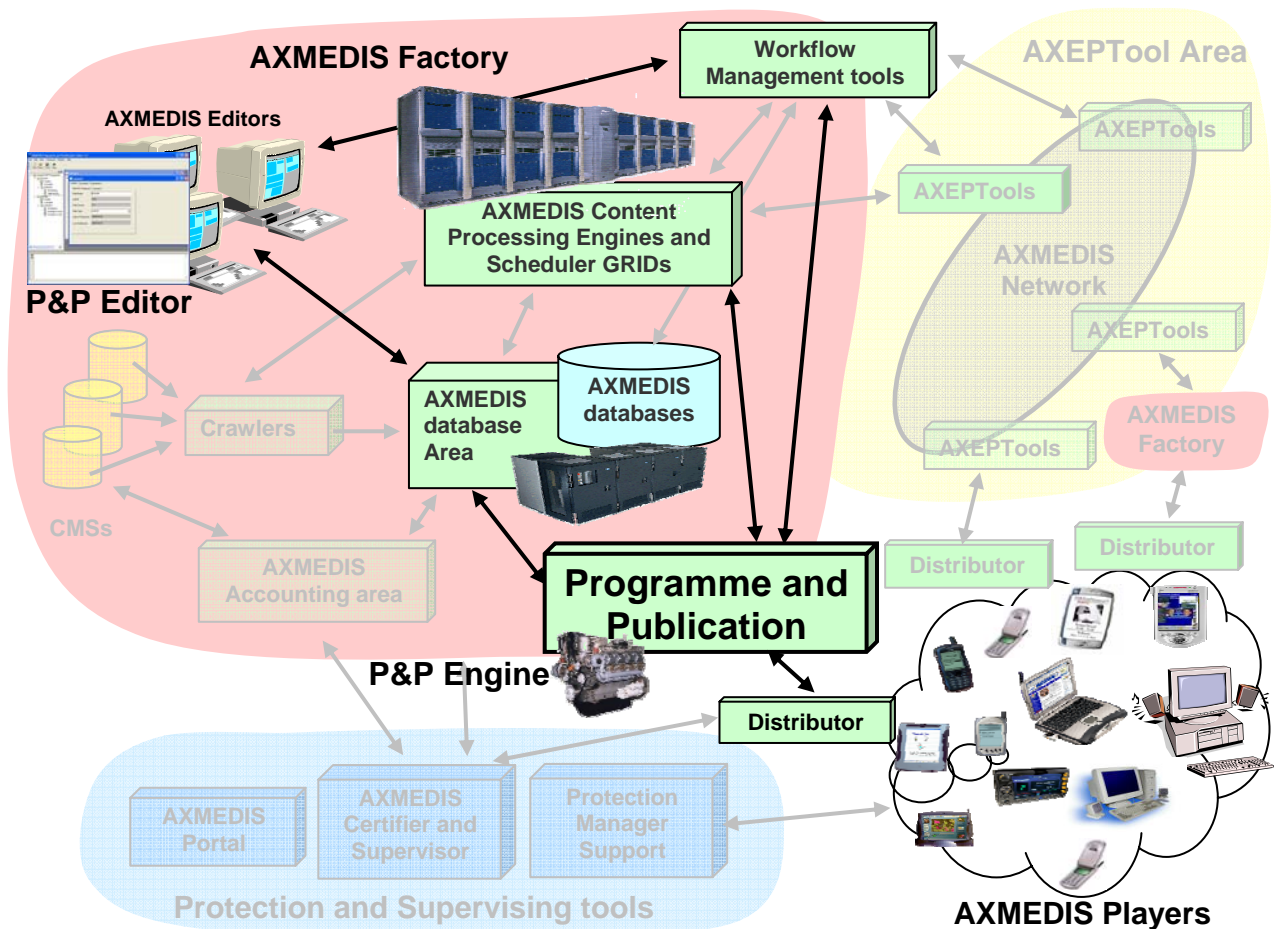 AXMEDIS Factory
Workflow
Management tools
AXEPTool Area
AXMEDIS Editors
AXEPTools
AXEPTools
AXMEDIS Content
Processing Engines and
Scheduler GRIDs
AXMEDIS
Network
P&P Editor
AXEPTools
AXMEDIS
database
Area
AXMEDIS
databases
Crawlers
AXMEDIS
Factory
AXEPTools
CMSs
AXMEDIS
Accounting area
Distributor
Distributor
Programme and
Publication
P&P Engine
Distributor
AXMEDIS
Portal
AXMEDIS
Certifier and
Supervisor
Protection
Manager
Support
Protection and Supervising tools
AXMEDIS Players